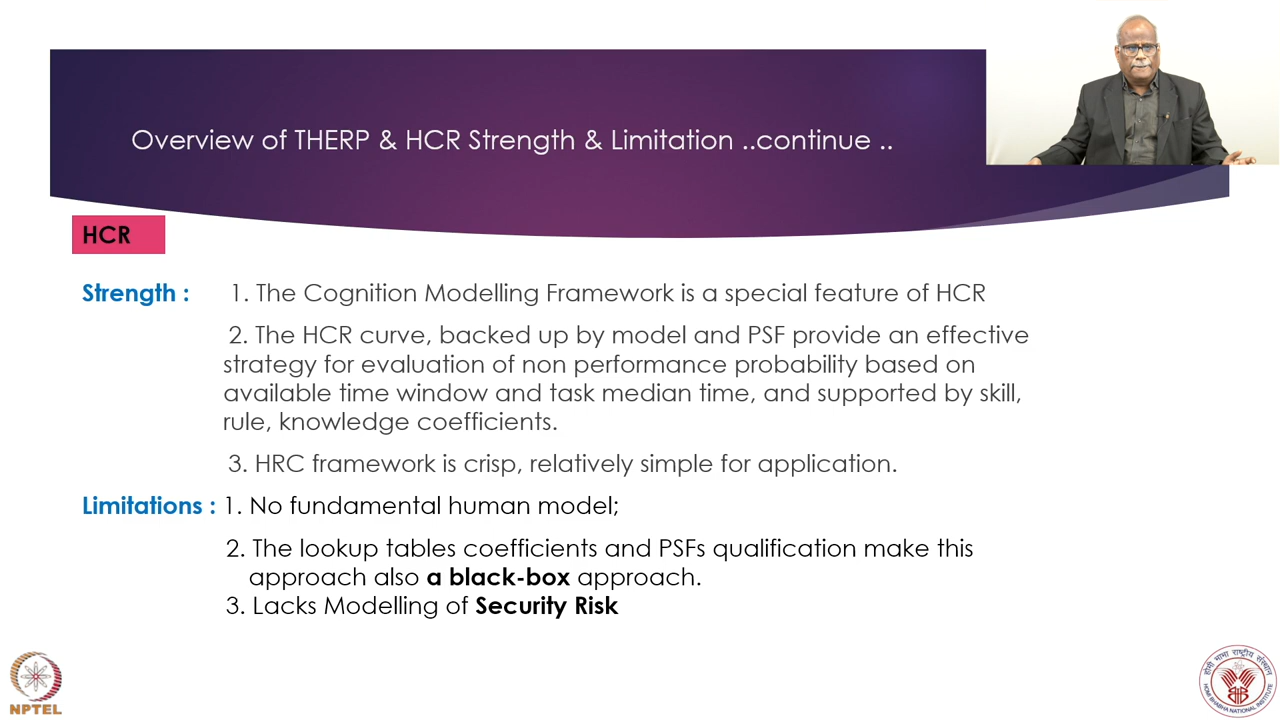 Overview of THERP & HCR Strength & Limitation ..continue ..
HCR
Strength : 1. The Cognition Modelling Framework is a special feature of HCR
2. The HCR curve, backed up by model and PSF provide an effective
strategy for evaluation of non performance probability based on
available time window and task median time, and supported by skill,
rule, knowledge coefficients.
3. HRC framework is crisp, relatively simple for application.
Limitations : 1. No fundamental human model;
2. The lookup tables coefficients and PSFs qualification make this
approach also a black-box approach.
3. Lacks Modelling of Security Risk
NPTEL
होमी भाभा राष्ट्रीय संस्थान
HOMI BHABHA NATIONAL INSTITUTE